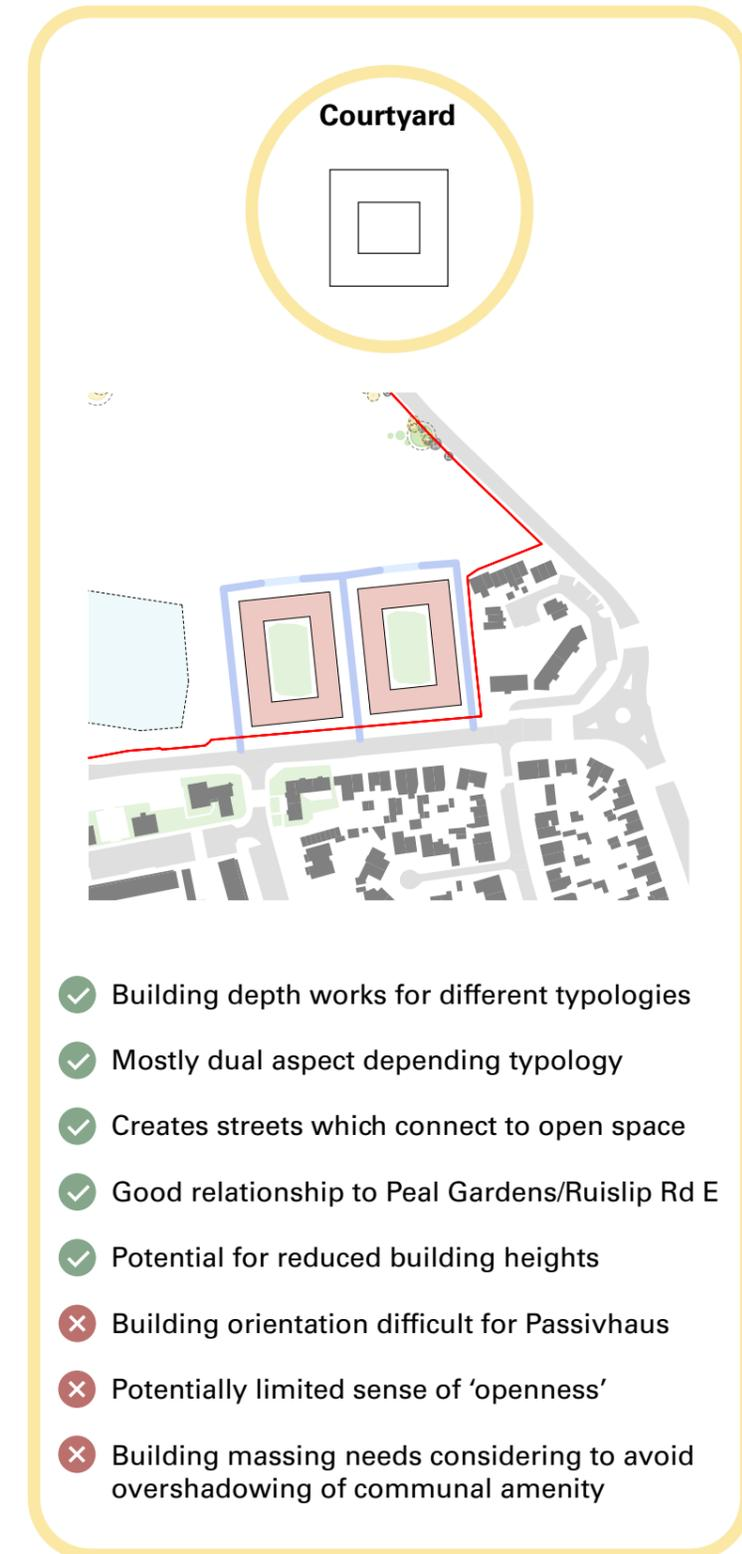 Courtyard
Building depth works for different typologies
Mostly dual aspect depending typology
Creates streets which connect to open space
Good relationship to Peal Gardens/Ruislip Rd E
Potential for reduced building heights
Building orientation difficult for Passivhaus
Potentially limited sense of ‘openness’
Building massing needs considering to avoid
overshadowing of communal amenity